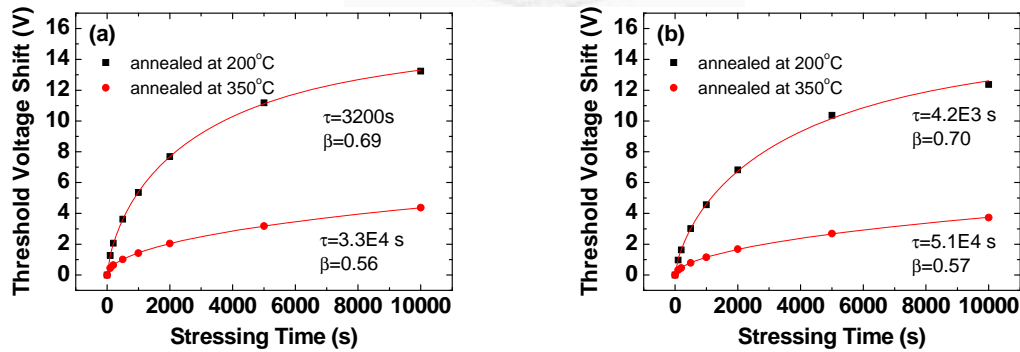 (a)
annealed at 200°C
annealed at 350°C
τ=3200s
β=0.69
τ=3.3E4 s
β=0.56
Threshold Voltage Shift (V)
16
14
12
10
8
6
4
2
0
0 2000 4000 6000 8000 10000
Stressing Time (s)
(b)
annealed at 200°C
annealed at 350°C
τ=4.2E3 s
β=0.70
τ=5.1E4 s
β=0.57
Threshold Voltage Shift (V)
16
14
12
10
8
6
4
2
0
0 2000 4000 6000 8000 10000
Stressing Time (s)